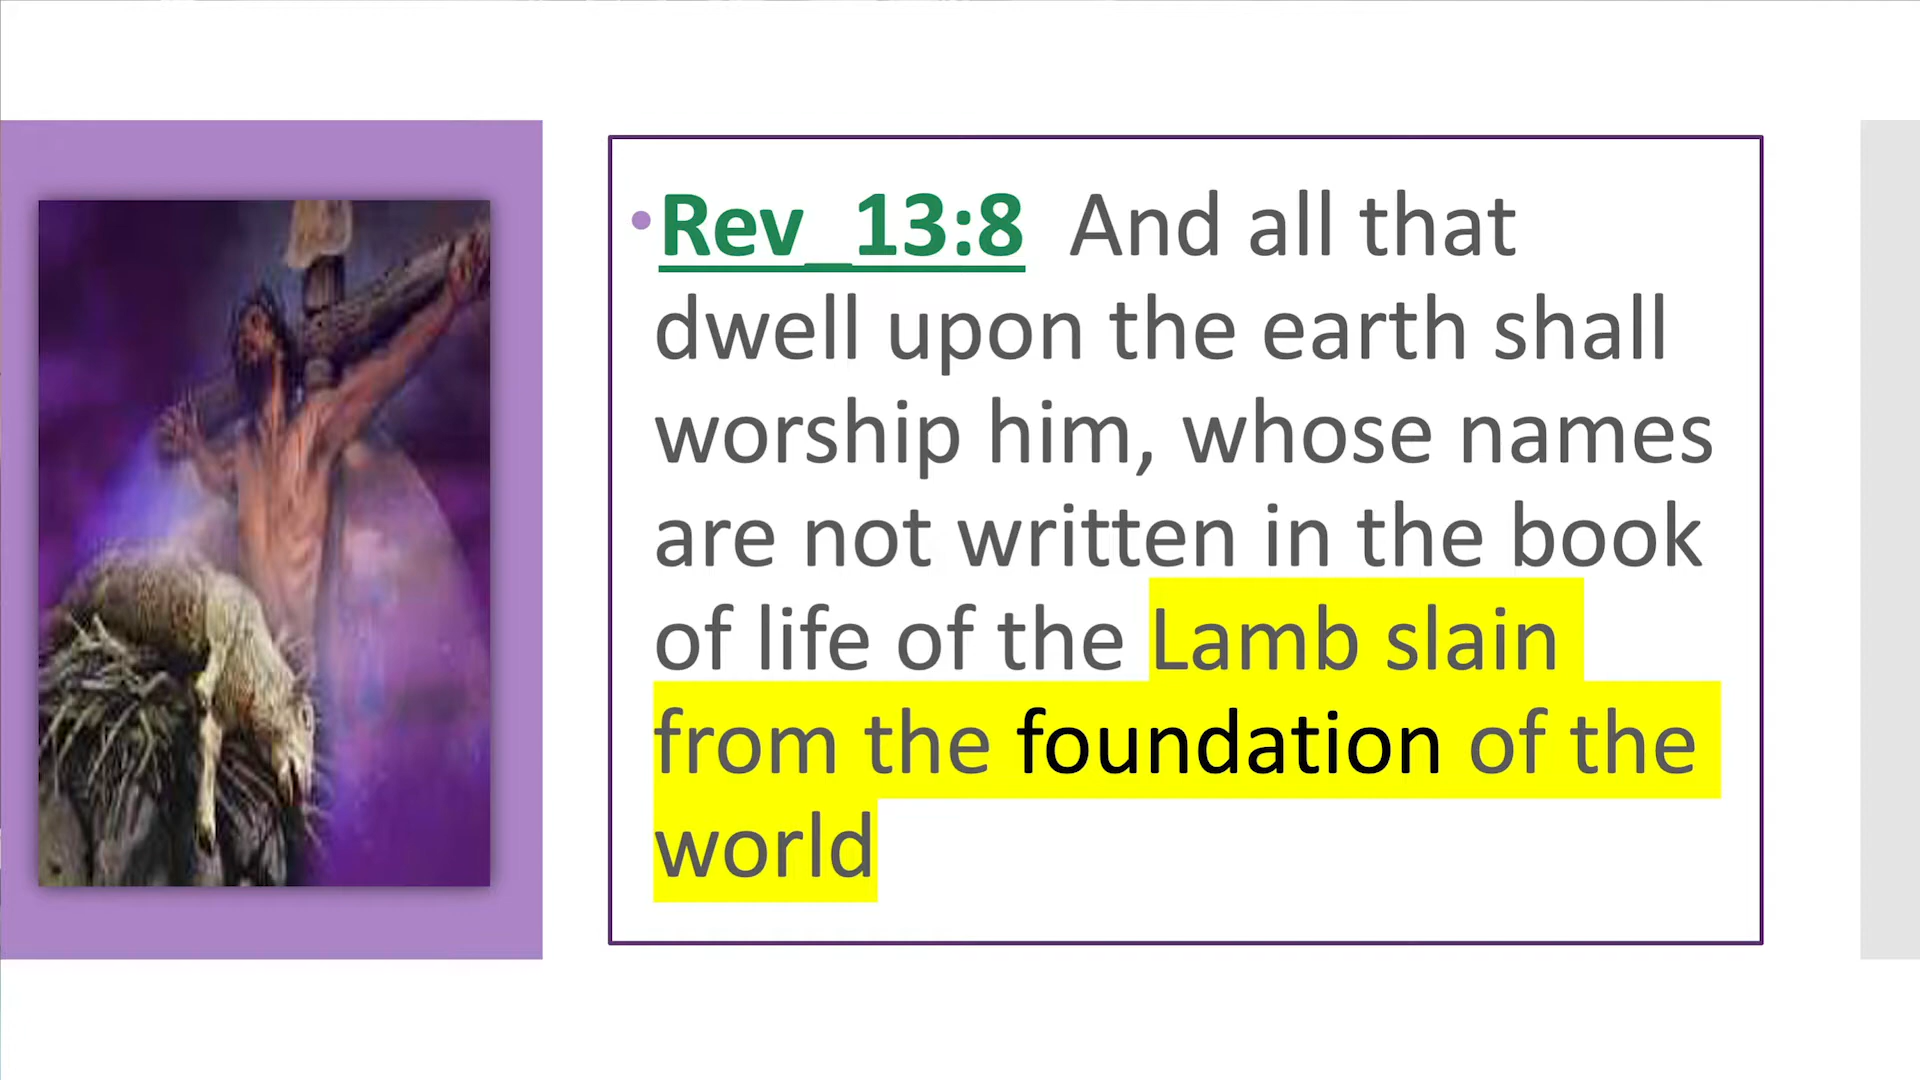 •Rev_13:8 And all that
dwell upon the earth shall
worship him, whose names
are not written in the book
of life of the Lamb slain
from the foundation of the
world